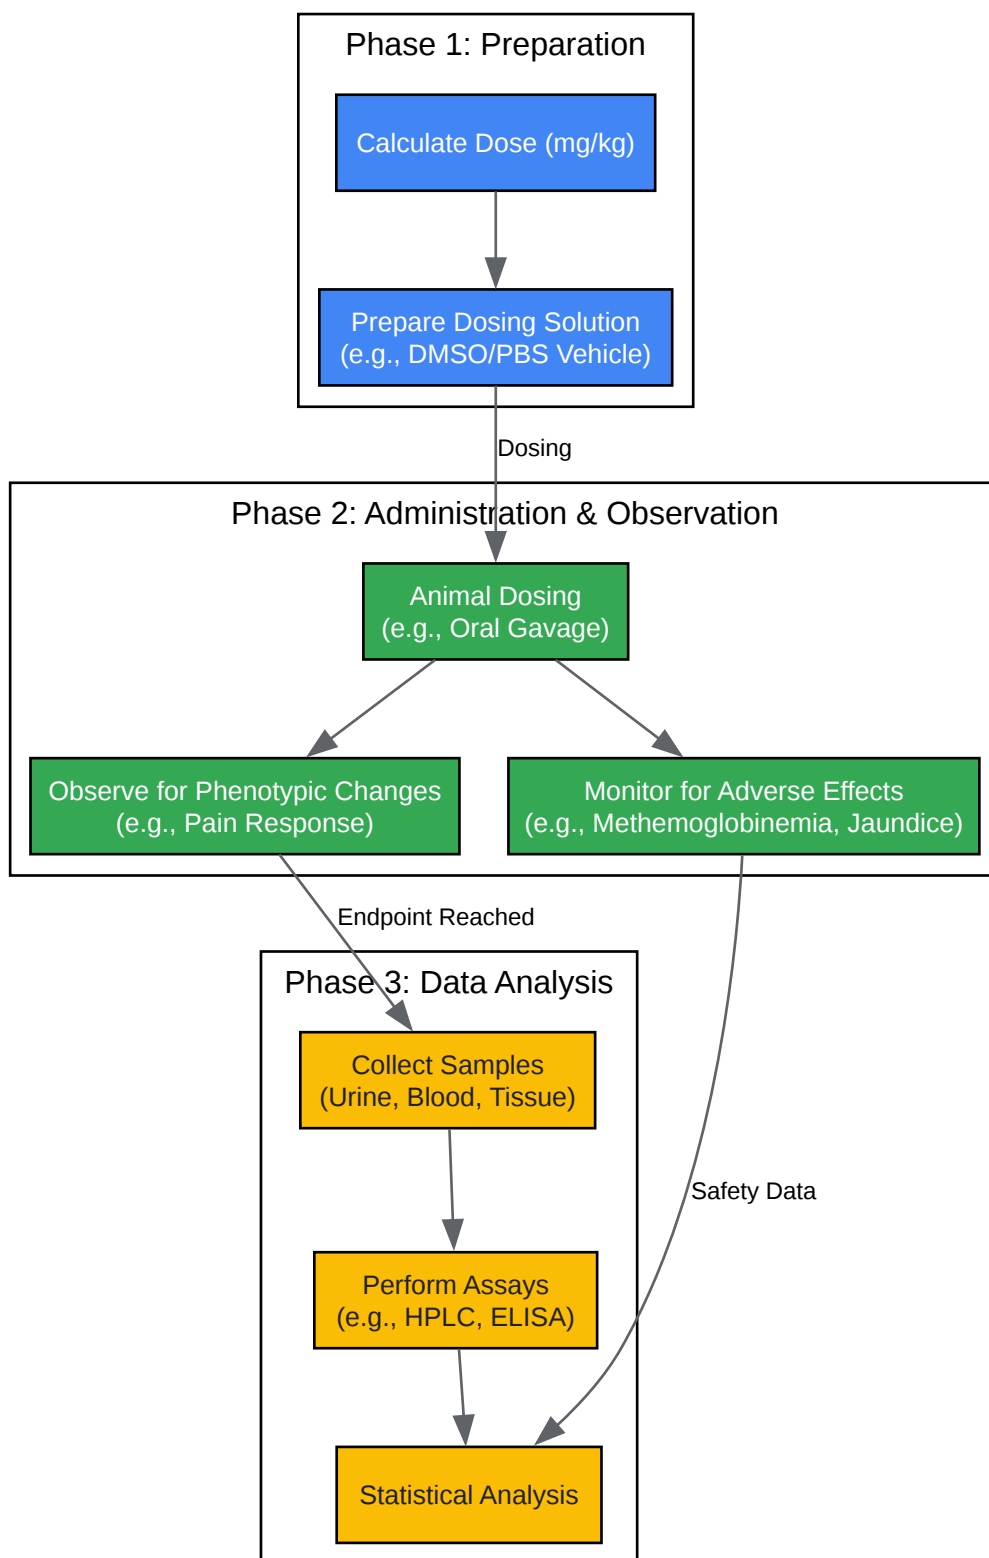 Phase 1: Preparation
Calculate Dose (mg/kg)
Prepare Dosing Solution
(e.g., DMSO/PBS Vehicle)
Dosing
Phase 2: Administration & Observation
Animal Dosing
(e.g., Oral Gavage)
Observe for Phenotypic Changes
(e.g., Pain Response)
Monitor for Adverse Effects
(e.g., Methemoglobinemia, Jaundice)
Endpoint Reached
Phase 3: Data Analysis
Collect Samples
(Urine, Blood, Tissue)
Safety Data
Perform Assays
(e.g., HPLC, ELISA)
Statistical Analysis